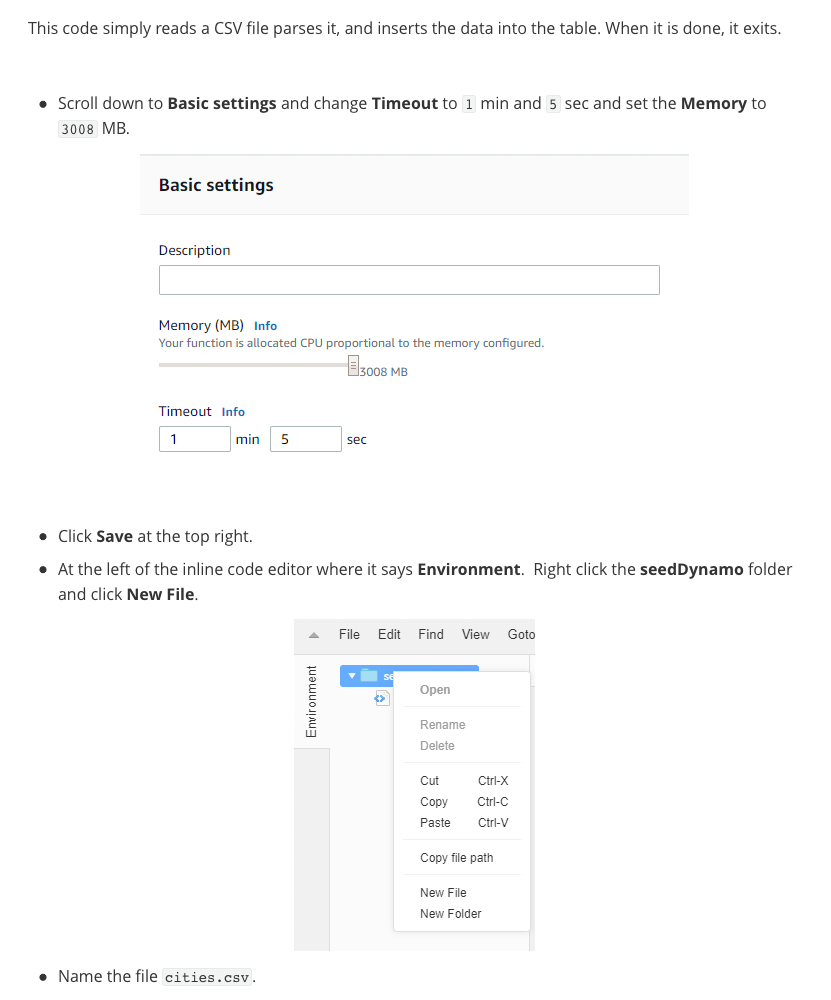 This code simply reads a CSV file parses it, and inserts the data into the table. When it is done, it exits.
Scroll down to Basic settings and change Timeout to 1 min and 5 sec and set the Memory to
3008 MB.
Basic settings
Description
Memory (MB) Info
Your function is allocated CPU proportional to the memory configured.
3008 MB
Timeout Info
1 min 5 sec
Click Save at the top right.
At the left of the inline code editor where it says Environment. Right click the seedDynamo folder
and click New File.
File Edit Find View Goto
Environment
Open
Rename
Delete
Cut Ctrl-X
Copy Ctrl-C
Paste Ctrl-V
Copy file path
New File
New Folder
Name the file cities.csv.